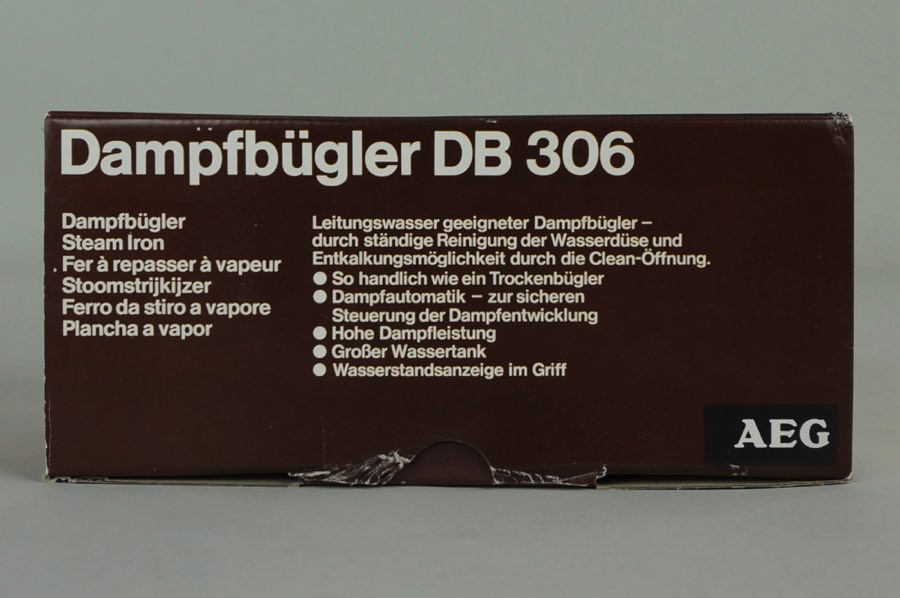 Dampfbügler DB 306
Dampfbügler
Steam Iron
Fer à repasser à vapeur
Stoomstrijkijzer
Ferro da stiro a vapore
Plancha a vapor
Leitungswasser geeigneter Dampfbügler –
durch ständige Reinigung der Wasserdüse und
Entkalkungsmöglichkeit durch die Clean-Öffnung.
● So handlich wie ein Trockenbügler
● Dampfautomatik – zur sicheren
Steuerung der Dampfentwicklung
● Hohe Dampfleistung
● Großer Wassertank
● Wasserstandsanzeige im Griff
AEG